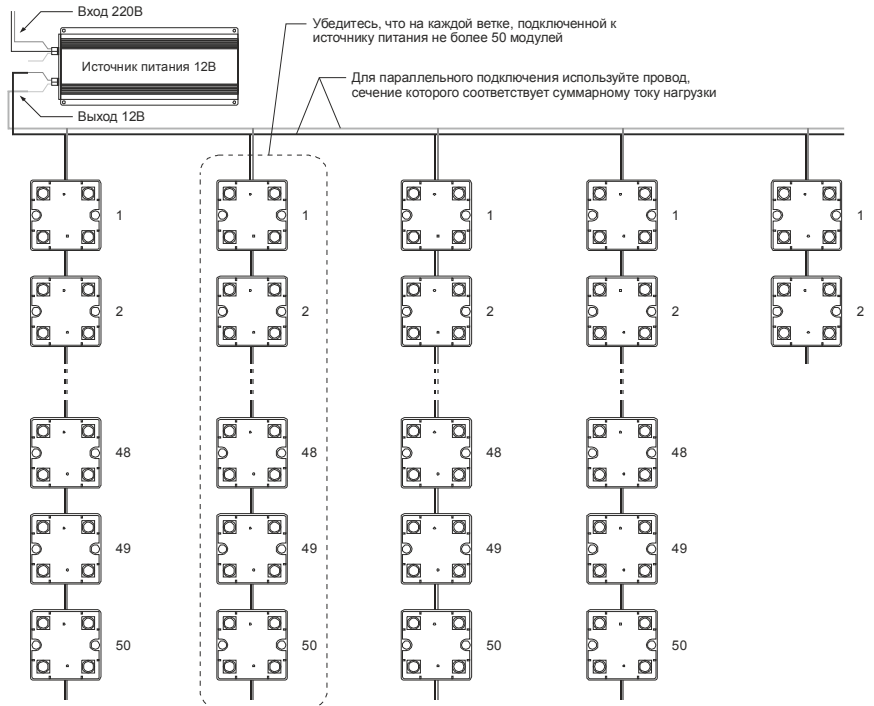 Вход 220В
Убедитесь, что на каждой ветке, подключенной к
источнику питания не более 50 модулей
Источник питания 12В
Для параллельного подключения используйте провод,
сечение которого соответствует суммарному току нагрузки
Выход 12В
1 1 1 1 1
2 2 2 2 2
48 48 48 48
49 49 49 49
50 50 50 50